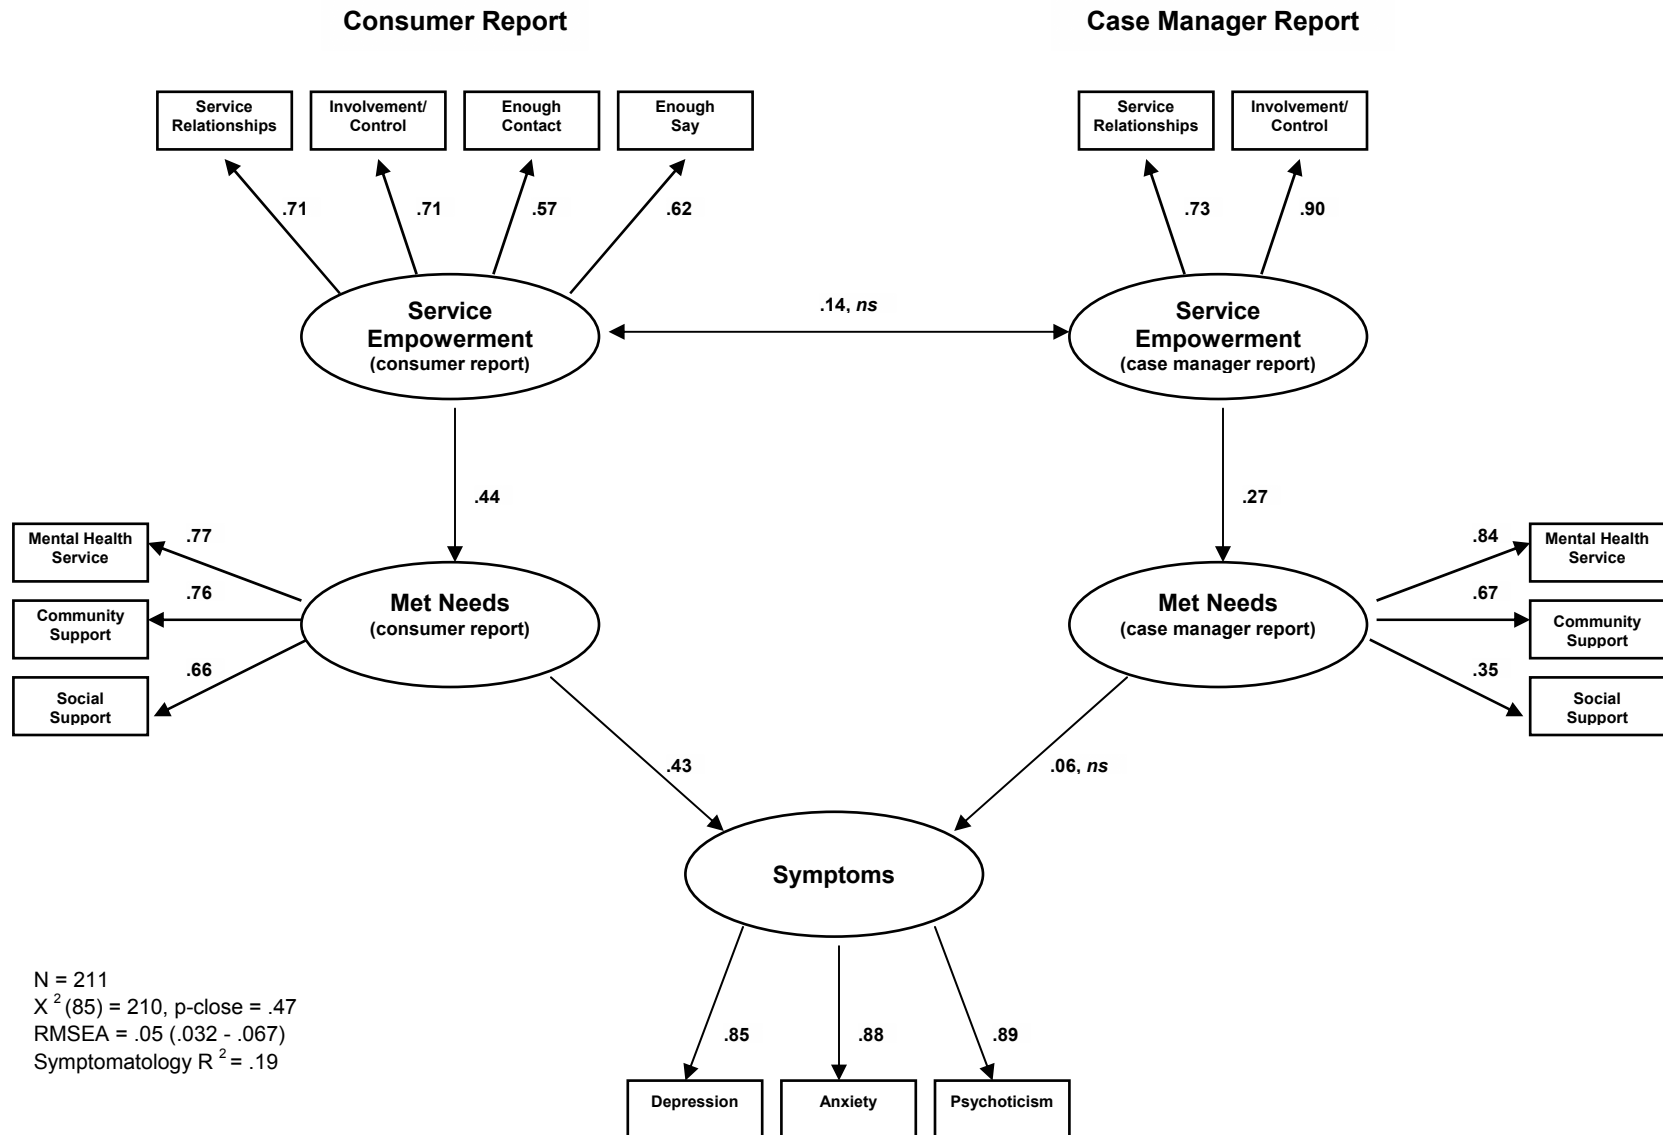 Consumer Report
Case Manager Report
Service
Relationships
Involvement/
Control
Enough
Contact
Enough
Say
Service
Relationships
Involvement/
Control
.71
.71
.57
.62
.73
.90
Service
Empowerment
(consumer report)
.14, ns
Service
Empowerment
(case manager report)
.44
.27
Mental Health
Service
Community
Support
Social
Support
.77
.76
.66
Met Needs
(consumer report)
Met Needs
(case manager report)
.84
.67
.35
Mental Health
Service
Community
Support
Social
Support
.43
.06, ns
Symptoms
N = 211
X 2 (85) = 210, p-close = .47
RMSEA = .05 (.032 - .067)
Symptomatology R 2 = .19
.85
.88
.89
Depression
Anxiety
Psychoticism